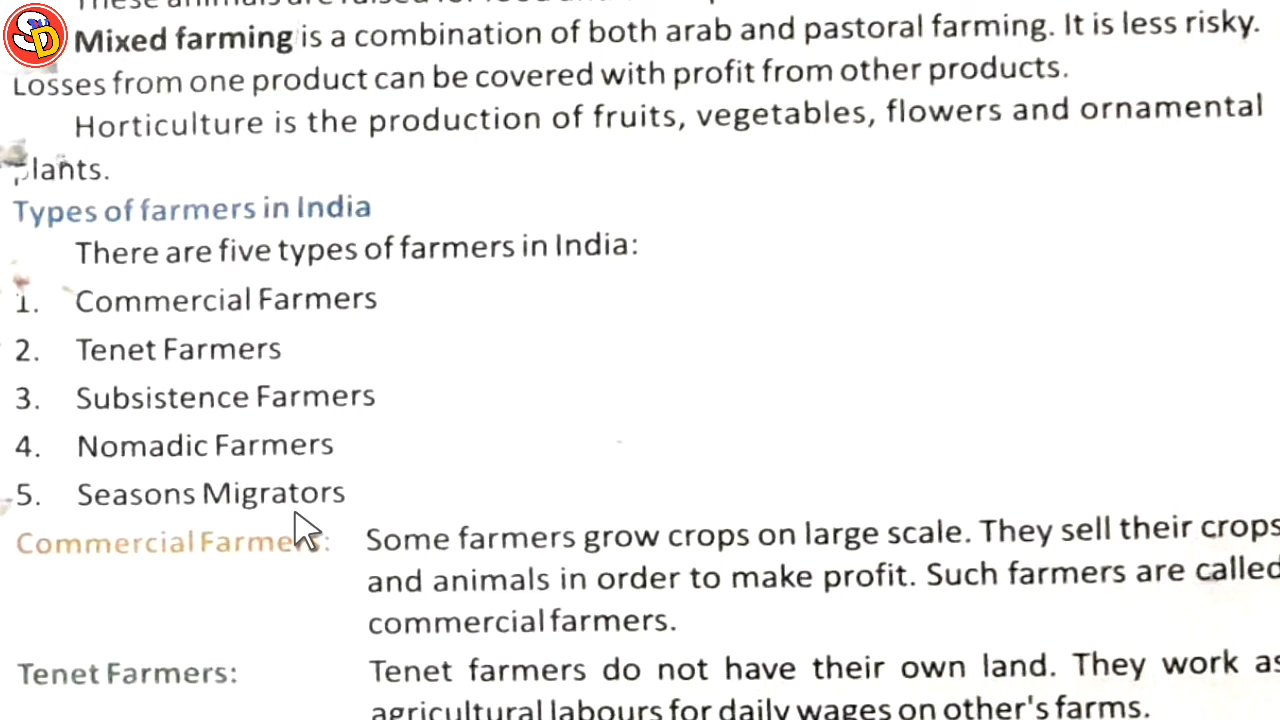 SD
Mixed farming is a combination of both arab and pastoral farming. It is less risky.
Losses from one product can be covered with profit from other products.
Horticulture is the production of fruits, vegetables, flowers and ornamental
plants.
Types of farmers in India
There are five types of farmers in India:
1. Commercial Farmers
2. Tenet Farmers
3. Subsistence Farmers
4. Nomadic Farmers
5. Seasons Migrators
Commercial Farmers: Some farmers grow crops on large scale. They sell their crops
and animals in order to make profit. Such farmers are called
commercial farmers.
Tenet Farmers: Tenet farmers do not have their own land. They work as
agricultural labours for daily wages on other's farms.